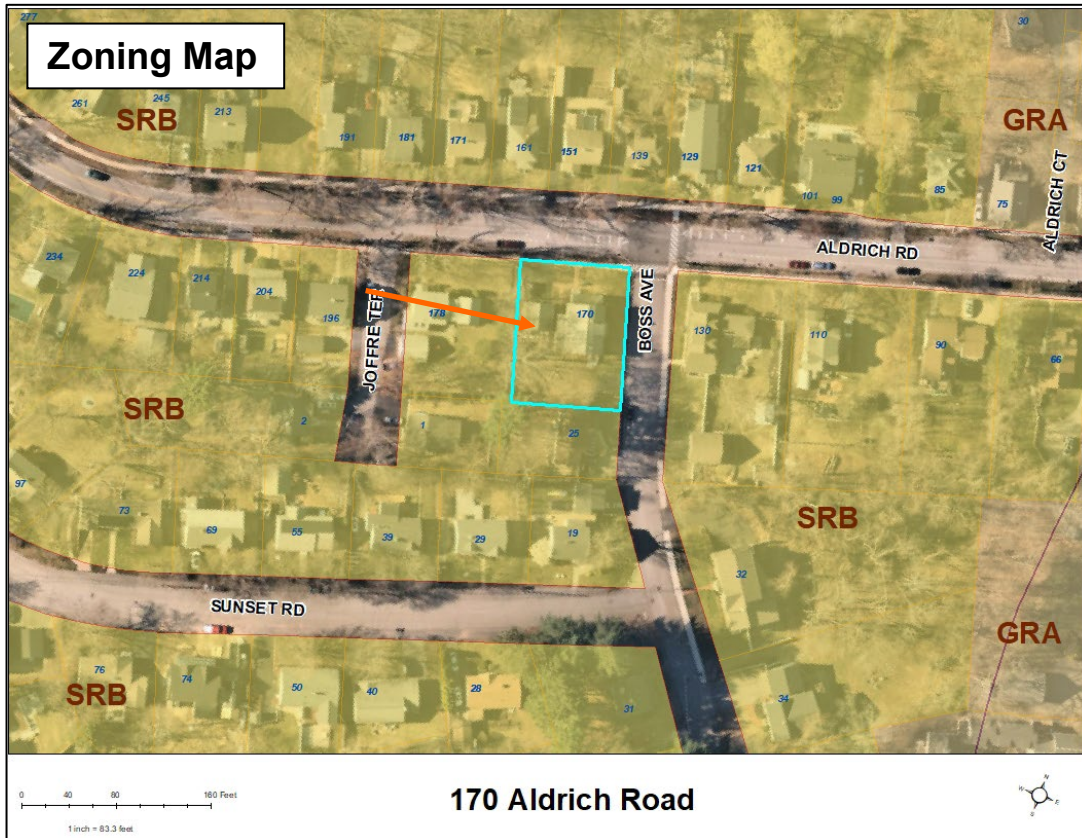 277
Zoning Map
30
261
245
213
SRB
191
181
171
161
151
139
129
121
101
99
85
GRA
75
ALDRICH CT
ALDRICH RD
234
224
214
204
196
JOFFRE TER
178
170
BOSS AVE
130
110
90
66
SRB
2
1
25
97
73
69
55
39
29
19
SRB
32
SUNSET RD
GRA
SRB
76
74
50
40
28
31
34
0 40 80 160 Feet
1 inch = 83.3 feet
170 Aldrich Road
N
W
E
S